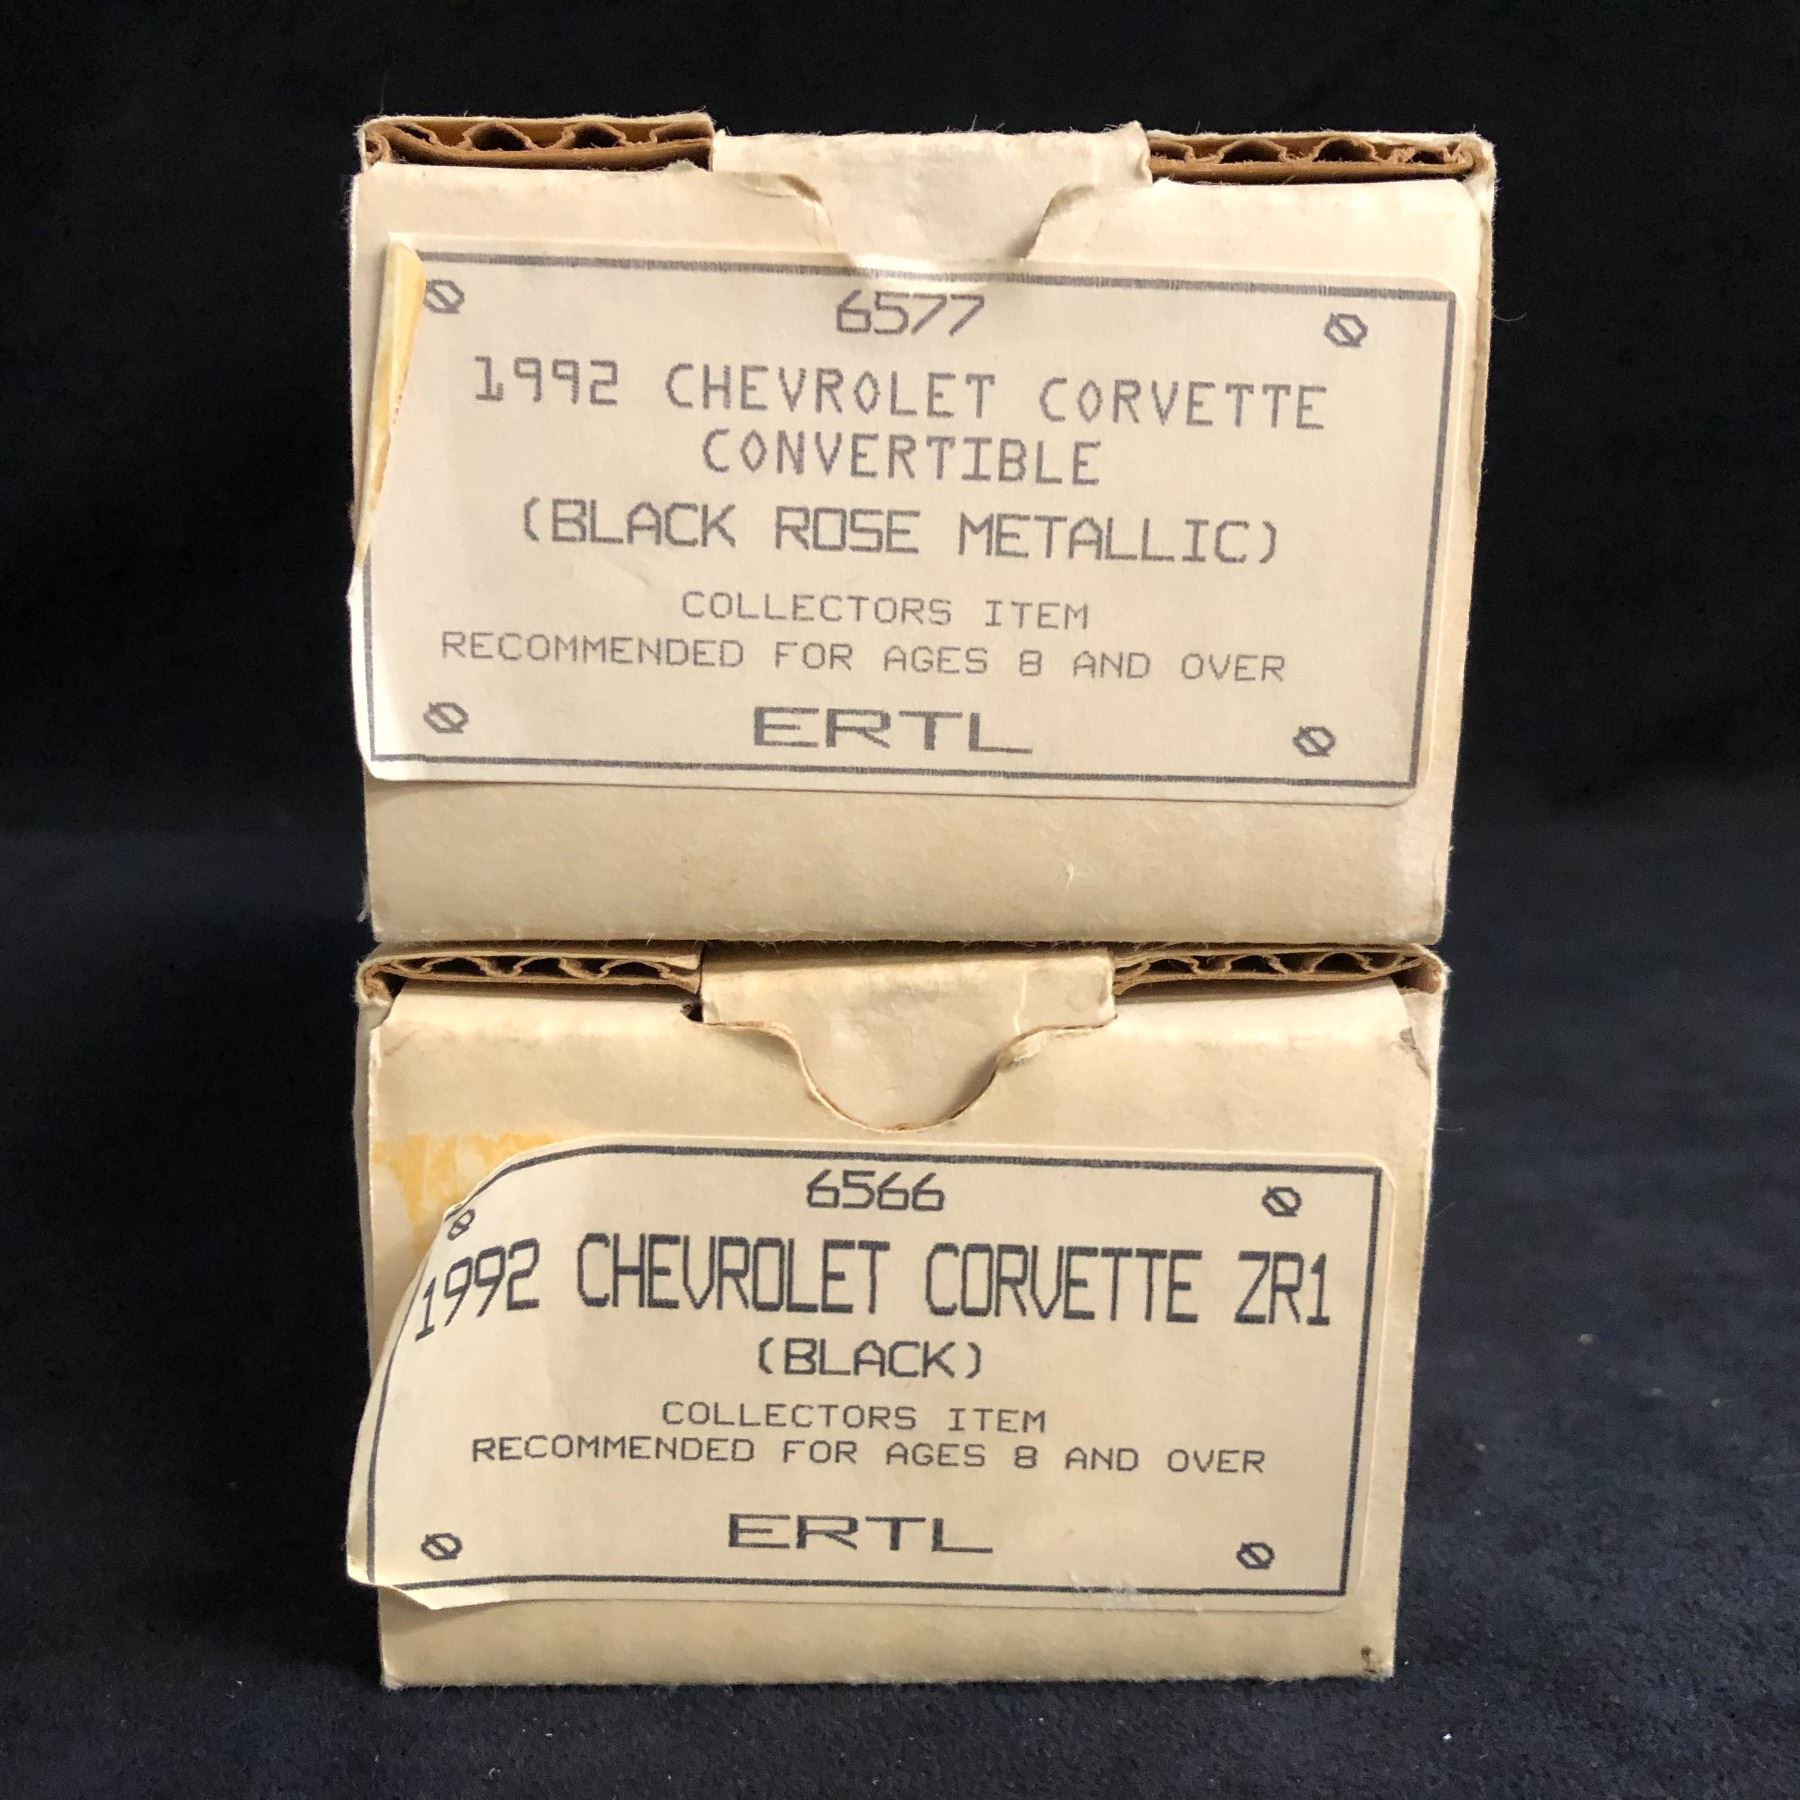 6577
1992 CHEVROLET CORVETTE
CONVERTIBLE
(BLACK ROSE METALLIC)
COLLECTORS ITEM
RECOMMENDED FOR AGES 8 AND OVER
ERTL
6566
1992 CHEVROLET CORVETTE ZR1
(BLACK)
COLLECTORS ITEM
RECOMMENDED FOR AGES 8 AND OVER
ERTL